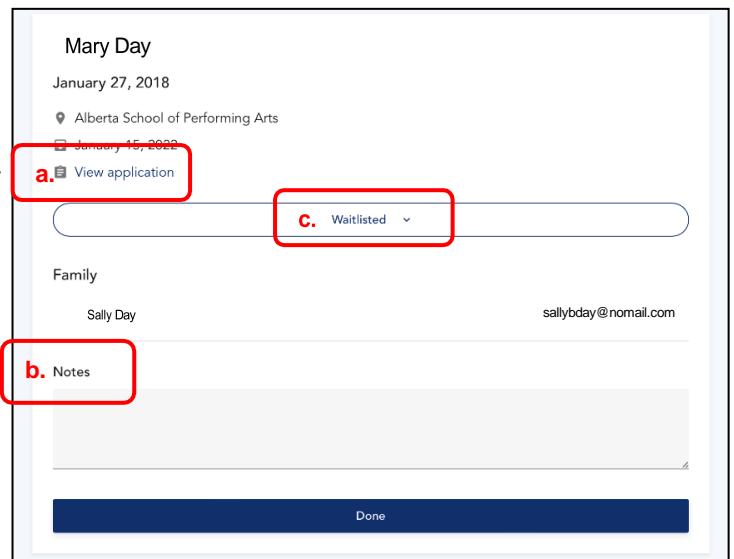 Mary Day
January 27, 2018
Alberta School of Performing Arts
January 15, 2022
a. View application
c. Waitlisted
Family
Sally Day sallybday@nomail.com
b. Notes
Done